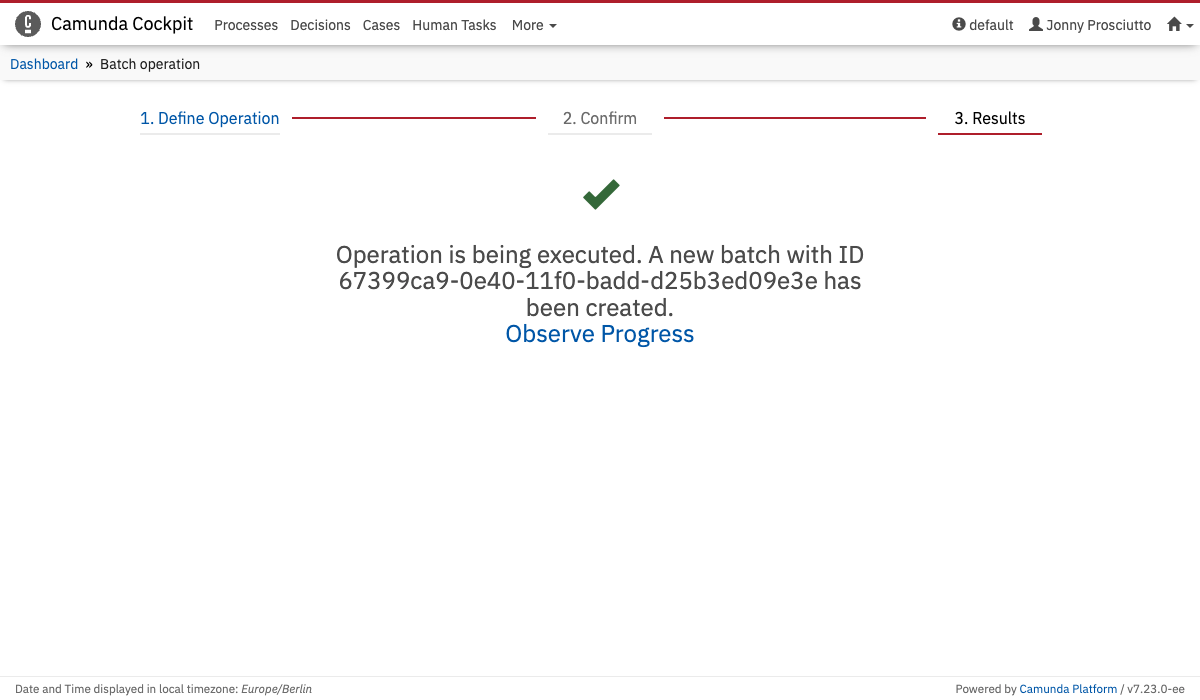 Camunda Cockpit Processes Decisions Cases Human Tasks More default Jonny Prosciutto
Dashboard » Batch operation
1. Define Operation 2. Confirm 3. Results
Operation is being executed. A new batch with ID
67399ca9-0e40-11f0-badd-d25b3ed09e3e has
been created.
Observe Progress
Date and Time displayed in local timezone: Europe/Berlin Powered by Camunda Platform / v7.23.0-ee